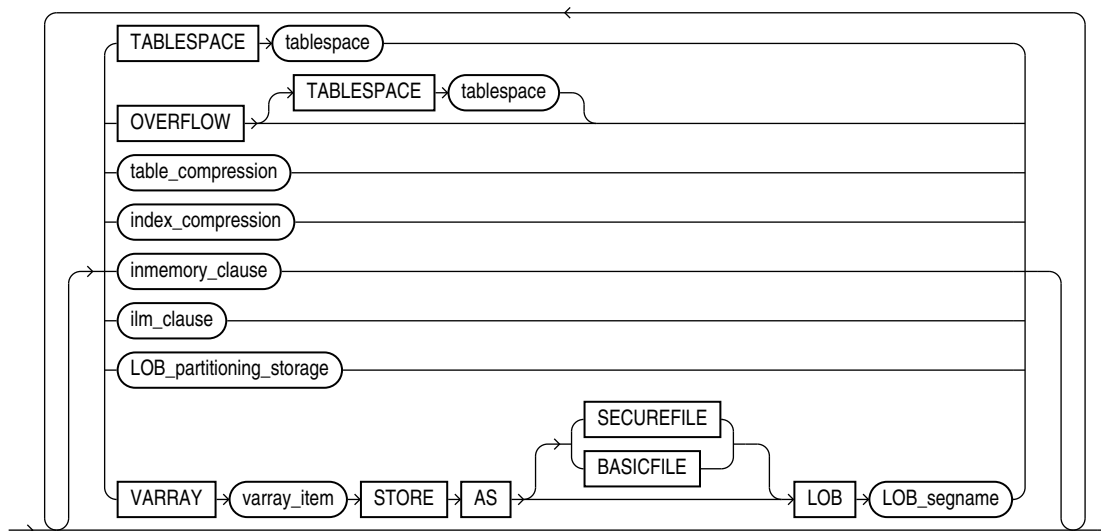 TABLESPACE tablespace
TABLESPACE tablespace
OVERFLOW
table_compression
index_compression
inmemory_clause
ilm_clause
LOB_partitioning_storage
SECUREFILE
BASICFILE
VARRAY varray_item STORE AS LOB LOB_segname